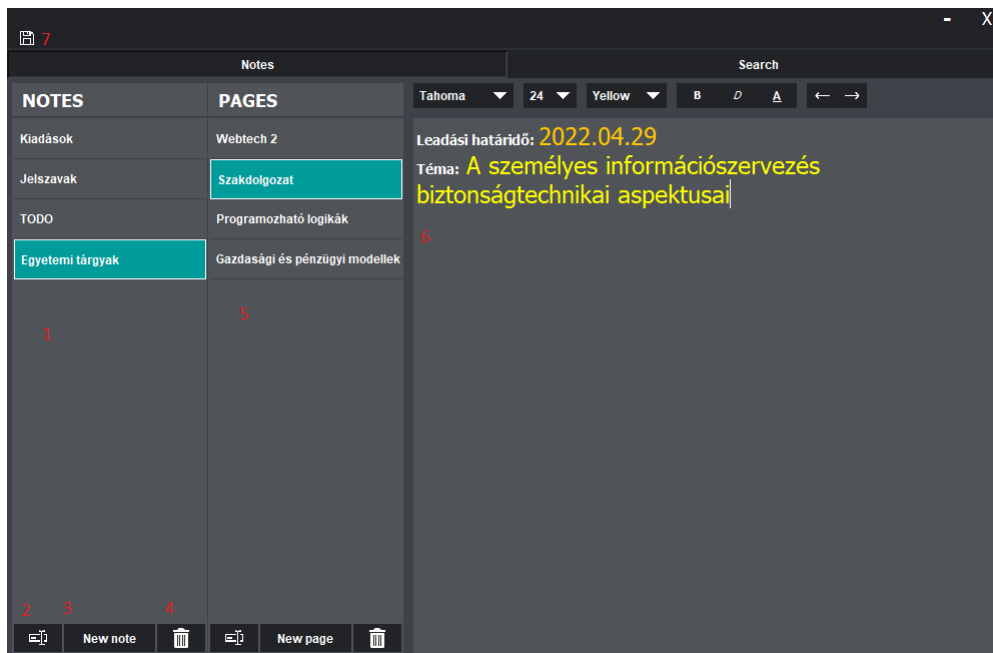 - X
7
Notes Search
NOTES PAGES
Tahoma 24 Yellow B D A ← →
Kiadások Webtech 2
Leadási határidő: 2022.04.29
Jelszavak Szakdolgozat
Téma: A személyes információszervezés
biztonságtechnikai aspektusai
TODO Programozható logikák
6
Egyetemi tárgyak Gazdasági és pénzügyi modellek
5
1
2 3 4
New note New page